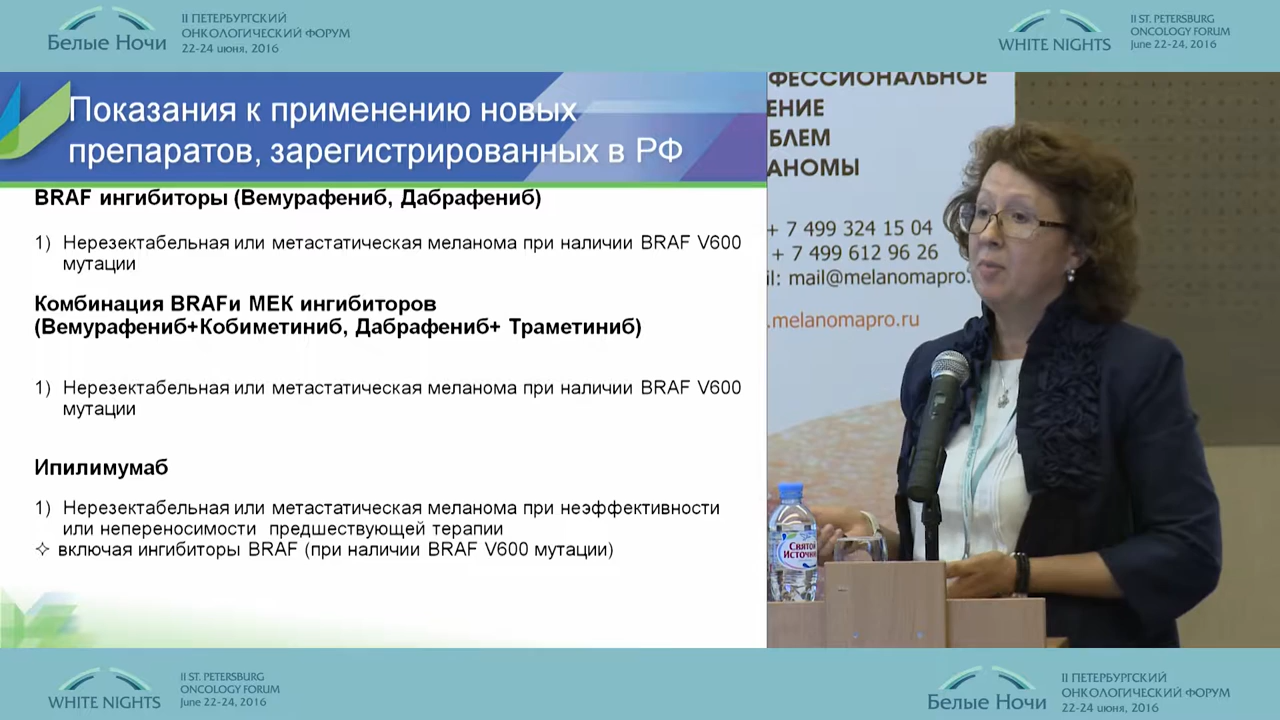 II ПЕТЕРБУРГСКИЙ
ОНКОЛОГИЧЕСКИЙ ФОРУМ
22-24 июня, 2016
Белые Ночи
II ST. PETERSBURG
ONCOLOGY FORUM
June 22-24, 2016
WHITE NIGHTS
Показания к применению новых
препаратов, зарегистрированных в РФ
BRAF ингибиторы (Вемурафениб, Дабрафениб)
1) Нерезектабельная или метастатическая меланома при наличии BRAF V600
мутации
Комбинация BRAFи МЕК ингибиторов
(Вемурафениб+Кобиметиниб, Дабрафениб+ Траметиниб)
1) Нерезектабельная или метастатическая меланома при наличии BRAF V600
мутации
Ипилимумаб
1) Нерезектабельная или метастатическая меланома при неэффективности
или непереносимости предшествующей терапии
✧ включая ингибиторы BRAF (при наличии BRAF V600 мутации)
ФЕССИОНАЛЬНОЕ
ЕНИЕ
БЛЕМ
АНОМЫ
+ 7 499 324 15 04
+ 7 499 612 96 26
il: mail@melanomapro.
.melanomapro.ru
Святой
Источник
WHITE NIGHTS
II ST. PETERSBURG
ONCOLOGY FORUM
June 22-24, 2016
Белые Ночи
II ПЕТЕРБУРГСКИЙ
ОНКОЛОГИЧЕСКИЙ ФОРУМ
22-24 июня, 2016